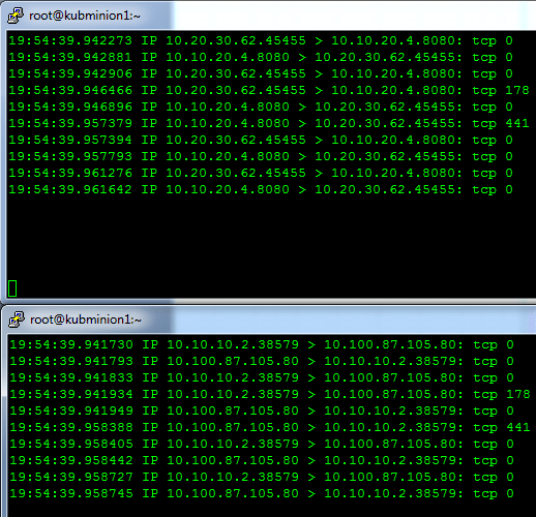 root@kubminion1:~
19:54:39.942273 IP 10.20.30.62.45455 > 10.10.20.4.8080: tcp 0
19:54:39.942881 IP 10.10.20.4.8080 > 10.20.30.62.45455: tcp 0
19:54:39.942906 IP 10.20.30.62.45455 > 10.10.20.4.8080: tcp 0
19:54:39.946466 IP 10.20.30.62.45455 > 10.10.20.4.8080: tcp 178
19:54:39.946896 IP 10.10.20.4.8080 > 10.20.30.62.45455: tcp 0
19:54:39.957379 IP 10.10.20.4.8080 > 10.20.30.62.45455: tcp 441
19:54:39.957394 IP 10.20.30.62.45455 > 10.10.20.4.8080: tcp 0
19:54:39.957793 IP 10.10.20.4.8080 > 10.20.30.62.45455: tcp 0
19:54:39.961276 IP 10.20.30.62.45455 > 10.10.20.4.8080: tcp 0
19:54:39.961642 IP 10.10.20.4.8080 > 10.20.30.62.45455: tcp 0
root@kubminion1:~
19:54:39.941730 IP 10.10.10.2.38579 > 10.100.87.105.80: tcp 0
19:54:39.941793 IP 10.100.87.105.80 > 10.10.10.2.38579: tcp 0
19:54:39.941833 IP 10.10.10.2.38579 > 10.100.87.105.80: tcp 0
19:54:39.941934 IP 10.10.10.2.38579 > 10.100.87.105.80: tcp 178
19:54:39.941949 IP 10.100.87.105.80 > 10.10.10.2.38579: tcp 0
19:54:39.958388 IP 10.100.87.105.80 > 10.10.10.2.38579: tcp 441
19:54:39.958405 IP 10.10.10.2.38579 > 10.100.87.105.80: tcp 0
19:54:39.958442 IP 10.100.87.105.80 > 10.10.10.2.38579: tcp 0
19:54:39.958727 IP 10.10.10.2.38579 > 10.100.87.105.80: tcp 0
19:54:39.958745 IP 10.100.87.105.80 > 10.10.10.2.38579: tcp 0